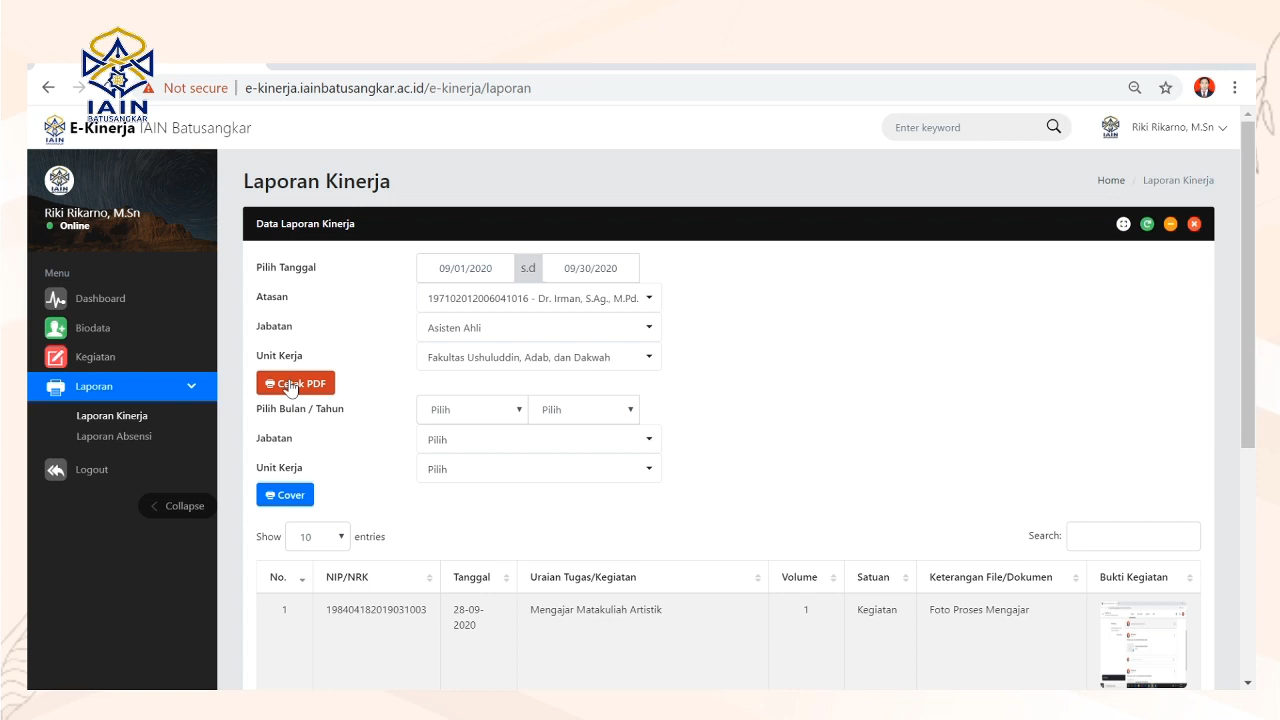 IAIN
BATUSANGKAR
Not secure | e-kinerja.iainbatusangkar.ac.id/e-kinerja/laporan
E-Kinerja IAIN Batusangkar
Enter keyword
Riki Rikarno, M.Sn
IAIN
Riki Rikarno, M.Sn
Online
Menu
Dashboard
Biodata
Kegiatan
Laporan
Laporan Kinerja
Laporan Absensi
Logout
Collapse
Laporan Kinerja
Home / Laporan Kinerja
Data Laporan Kinerja
Pilih Tanggal 09/01/2020 s.d 09/30/2020
Atasan 197102012006041016 - Dr. Irman, S.Ag., M.Pd.
Jabatan Asisten Ahli
Unit Kerja Fakultas Ushuluddin, Adab, dan Dakwah
Cetak PDF
Pilih Bulan / Tahun Pilih Pilih
Jabatan Pilih
Unit Kerja Pilih
Cover
Show 10 entries Search:
No. NIP/NRK Tanggal Uraian Tugas/Kegiatan Volume Satuan Keterangan File/Dokumen Bukti Kegiatan
1 198404182019031003 28-09- Mengajar Matakuliah Artistik 1 Kegiatan Foto Proses Mengajar
2020